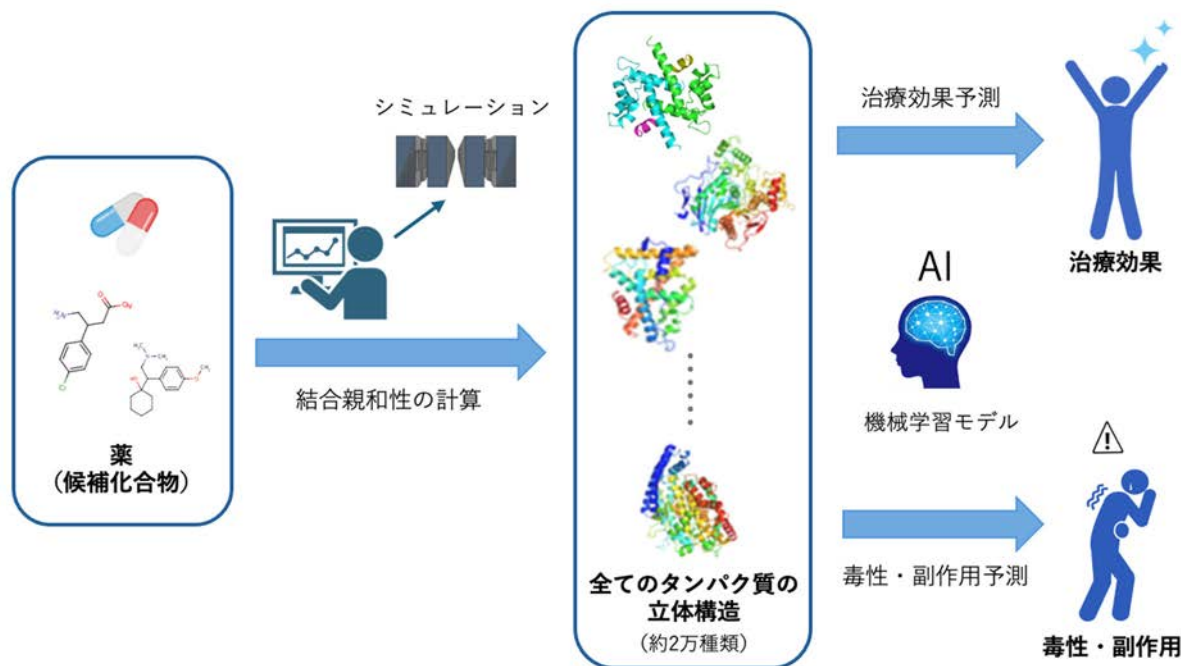 シミュレーション
結合親和性の計算
薬
(候補化合物)
全てのタンパク質の
立体構造
(約2万種類)
治療効果予測
治療効果
AI
機械学習モデル
毒性・副作用予測
毒性・副作用